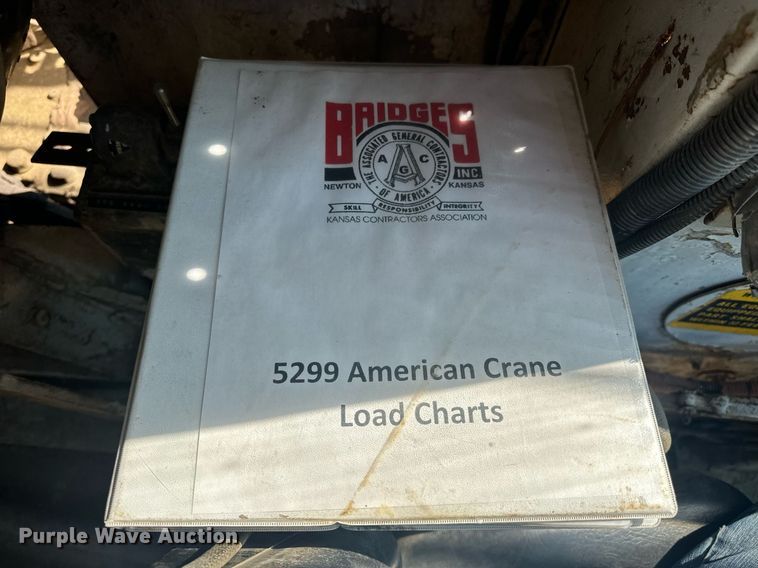 BRIDGES
THE ASSOCIATED GENERAL CONTRACTORS
AGC
OF AMERICA
INC
NEWTON KANSAS
SKILL RESPONSIBILITY INTEGRITY
KANSAS CONTRACTORS ASSOCIATION
5299 American Crane
Load Charts
ALL
Purple Wave Auction